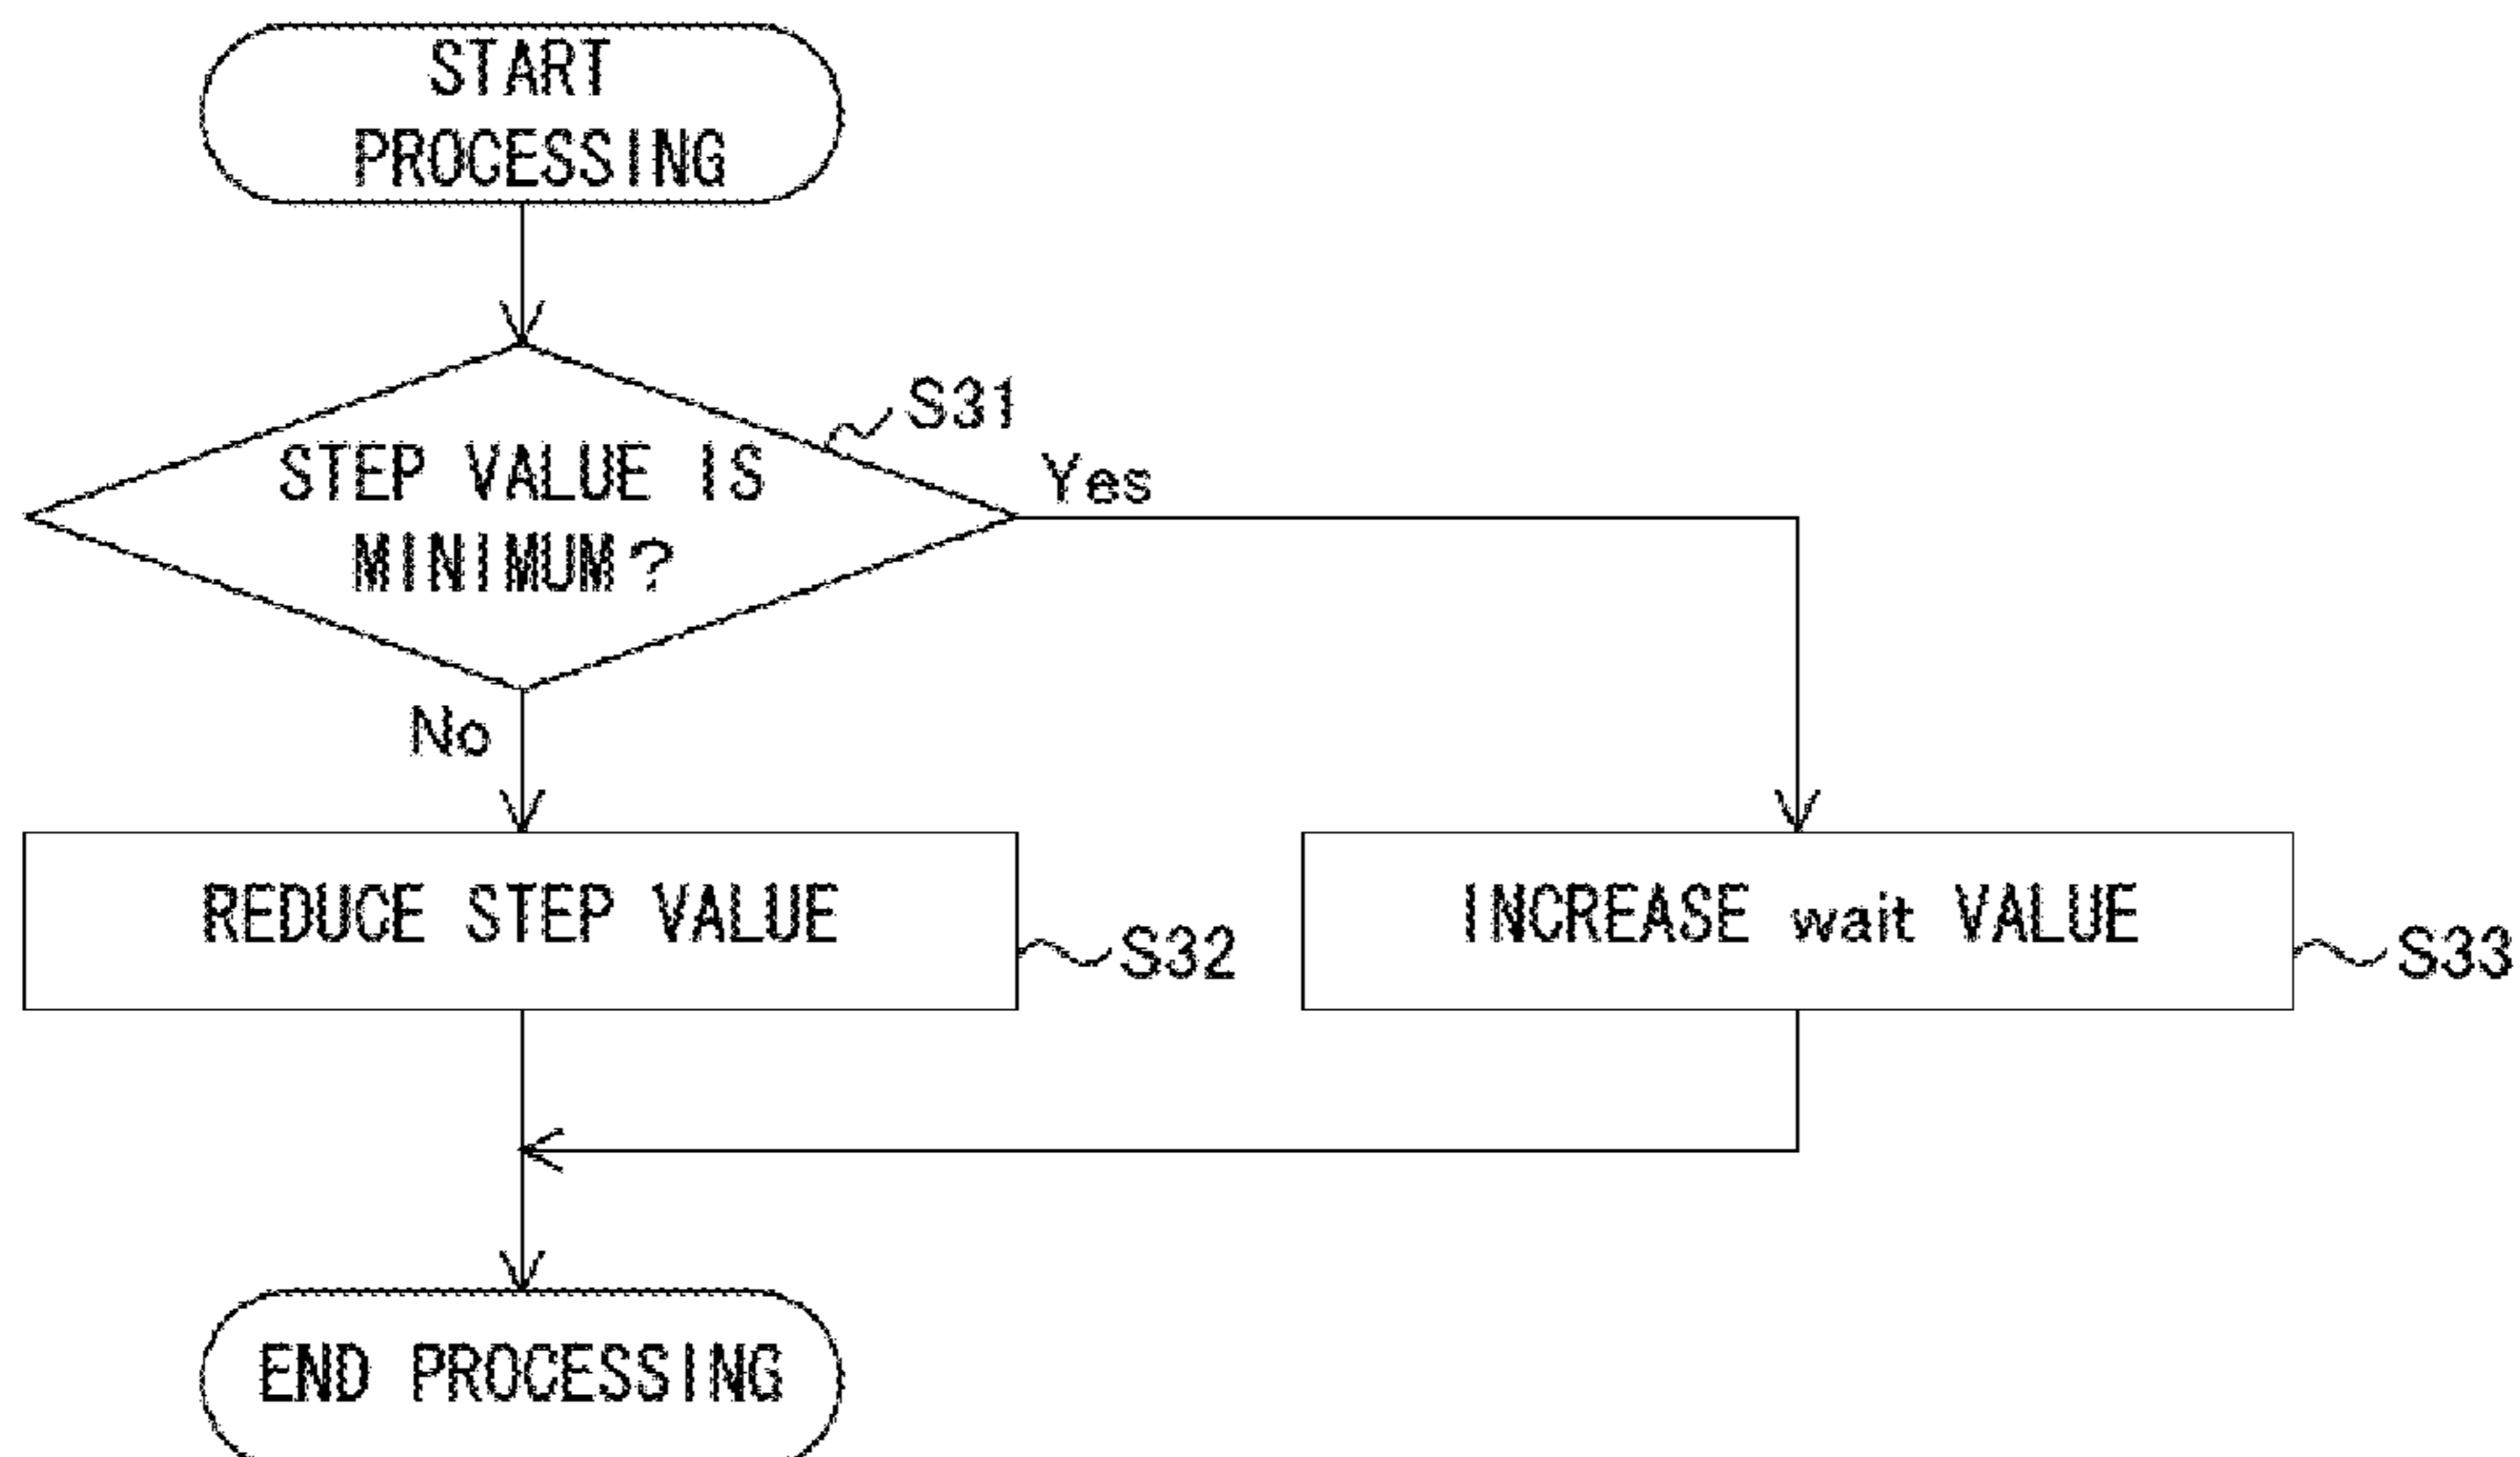 START
PROCESSING
S31
STEP VALUE IS
MINIMUM?
Yes
No
REDUCE STEP VALUE
S32
INCREASE wait VALUE
S33
END PROCESSING